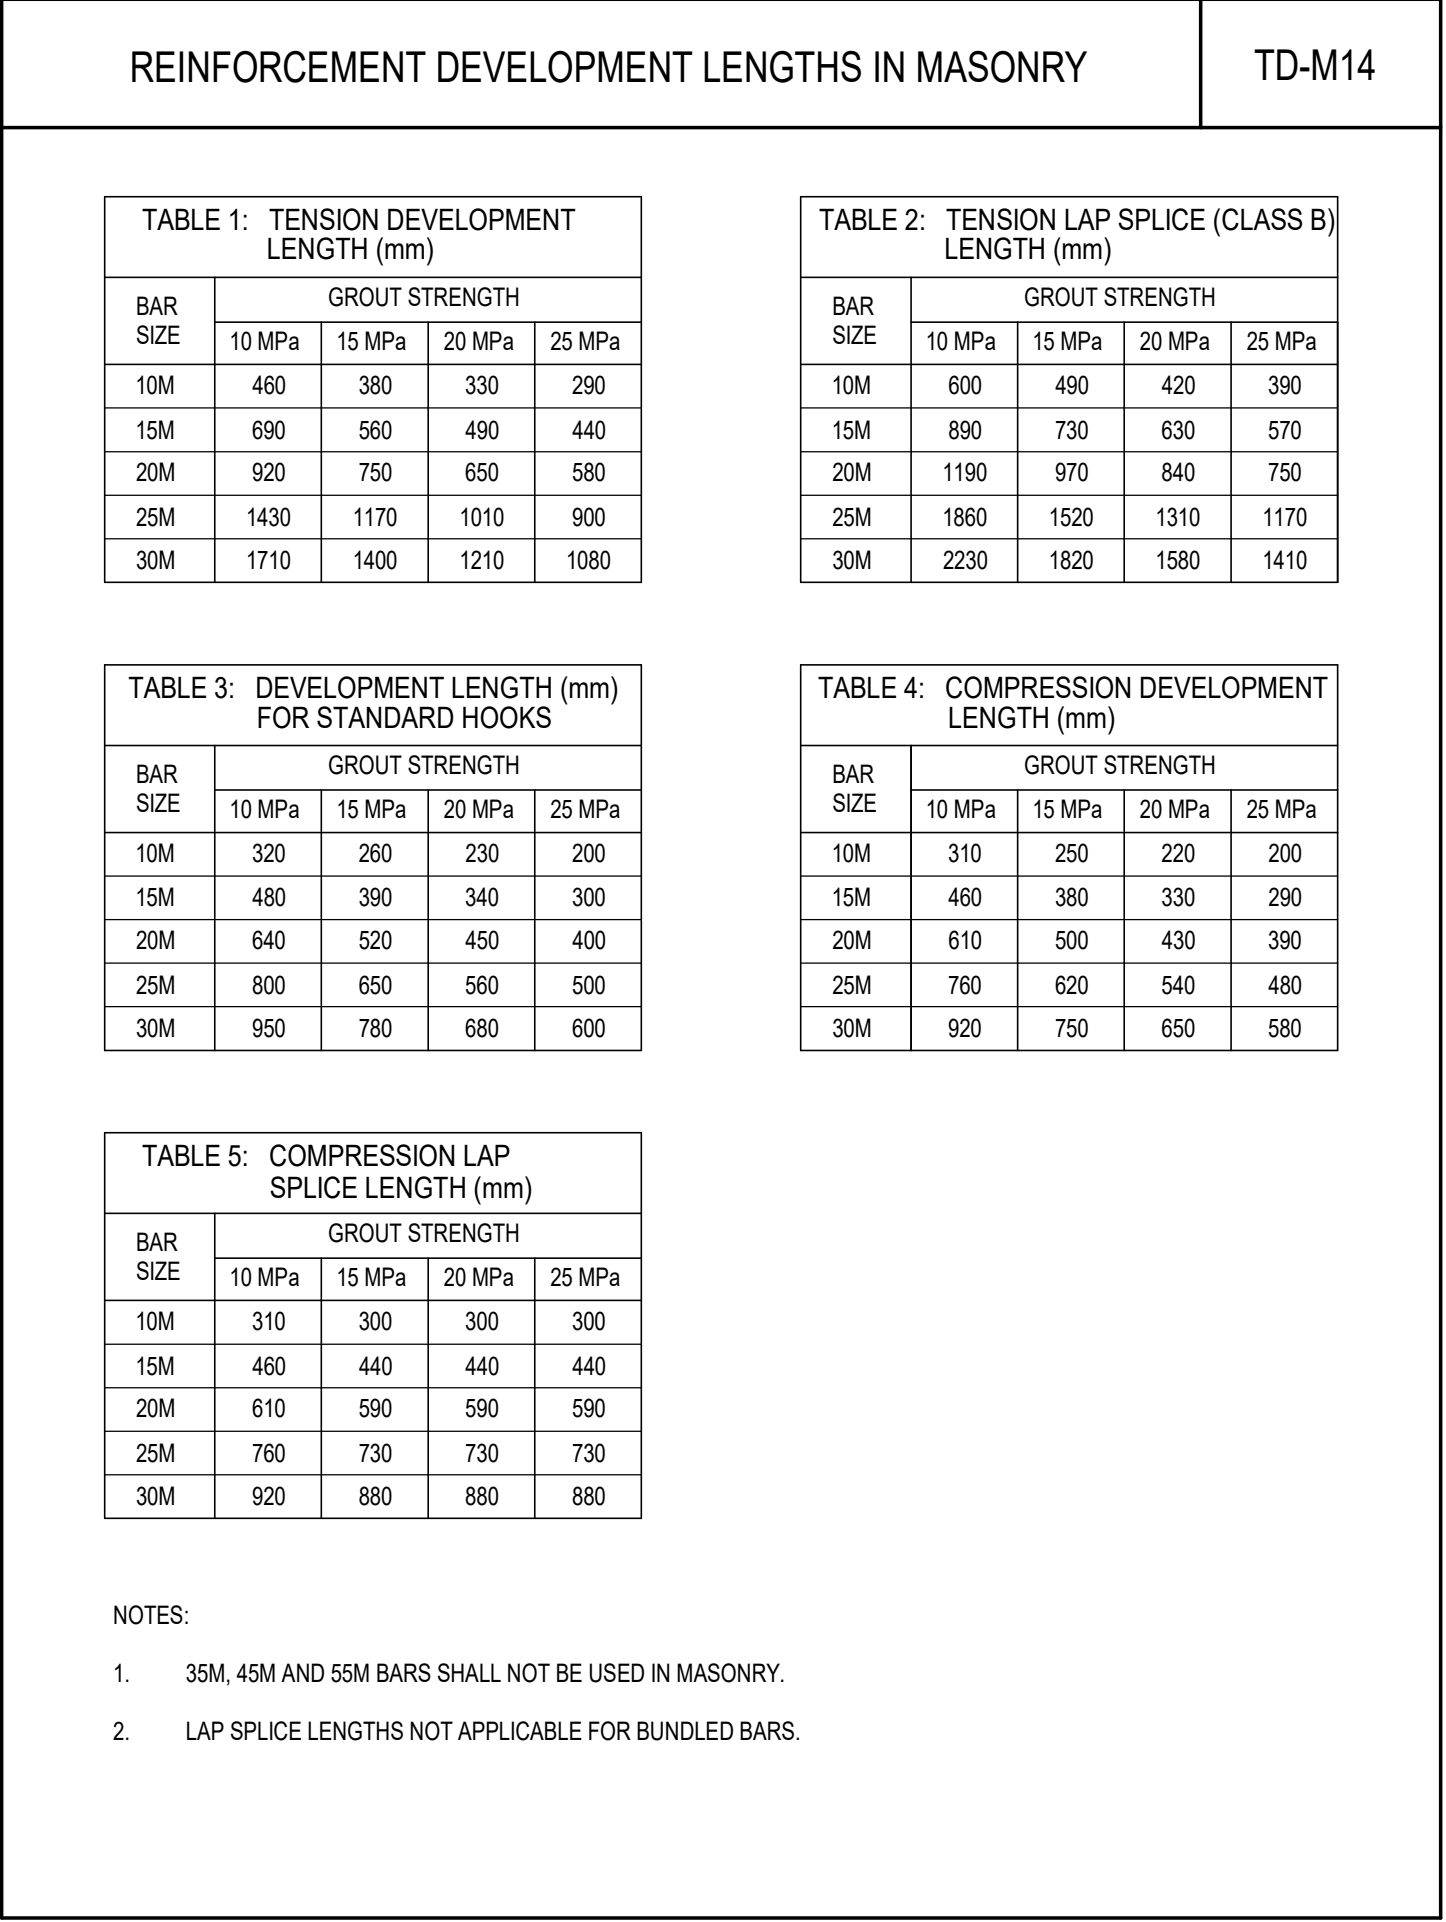 REINFORCEMENT DEVELOPMENT LENGTHS IN MASONRY
TD-M14
TABLE 1: TENSION DEVELOPMENT
LENGTH (mm)
BAR
SIZE
GROUT STRENGTH
10 MPa 15 MPa 20 MPa 25 MPa
10M 460 380 330 290
15M 690 560 490 440
20M 920 750 650 580
25M 1430 1170 1010 900
30M 1710 1400 1210 1080
TABLE 2: TENSION LAP SPLICE (CLASS B)
LENGTH (mm)
BAR
SIZE
GROUT STRENGTH
10 MPa 15 MPa 20 MPa 25 MPa
10M 600 490 420 390
15M 890 730 630 570
20M 1190 970 840 750
25M 1860 1520 1310 1170
30M 2230 1820 1580 1410
TABLE 3: DEVELOPMENT LENGTH (mm)
FOR STANDARD HOOKS
BAR
SIZE
GROUT STRENGTH
10 MPa 15 MPa 20 MPa 25 MPa
10M 320 260 230 200
15M 480 390 340 300
20M 640 520 450 400
25M 800 650 560 500
30M 950 780 680 600
TABLE 4: COMPRESSION DEVELOPMENT
LENGTH (mm)
BAR
SIZE
GROUT STRENGTH
10 MPa 15 MPa 20 MPa 25 MPa
10M 310 250 220 200
15M 460 380 330 290
20M 610 500 430 390
25M 760 620 540 480
30M 920 750 650 580
TABLE 5: COMPRESSION LAP
SPLICE LENGTH (mm)
BAR
SIZE
GROUT STRENGTH
10 MPa 15 MPa 20 MPa 25 MPa
10M 310 300 300 300
15M 460 440 440 440
20M 610 590 590 590
25M 760 730 730 730
30M 920 880 880 880
NOTES:
1. 35M, 45M AND 55M BARS SHALL NOT BE USED IN MASONRY.
2. LAP SPLICE LENGTHS NOT APPLICABLE FOR BUNDLED BARS.